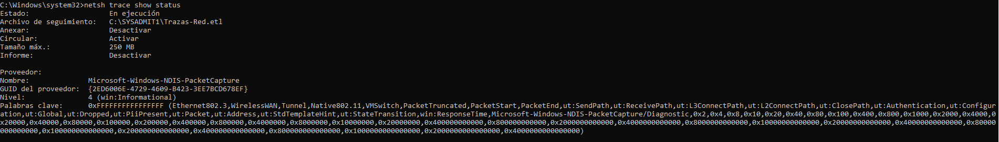 C:\Windows\system32>netsh trace show status
Estado:                   En ejecución
Archivo de seguimiento:   C:\SYSADMIT1\Trazas-Red.etl
Anexar:                   Desactivar
Circular:                 Activar
Tamaño máx.:              250 MB
Informe:                  Desactivar
Proveedor:
Nombre:              Microsoft-Windows-NDIS-PacketCapture
GUID del proveedor:  {2ED6006E-4729-4609-B423-3EE7BCD678EF}
Nivel:               4 (win:Informational)
Palabras clave:      0xFFFFFFFFFFFFFFFF (Ethernet802.3,WirelessWAN,Tunnel,Native802.11,VMSwitch,PacketTruncated,PacketStart,PacketEnd,ut:SendPath,ut:ReceivePath,ut:L3ConnectPath,ut:L2ConnectPath,ut:ClosePath,ut:Authentication,ut:Configur
ation,ut:Global,ut:Dropped,ut:PiiPresent,ut:Packet,ut:Address,ut:StdTemplateHint,ut:StateTransition,win:ResponseTime,Microsoft-Windows-NDIS-PacketCapture/Diagnostic,0x2,0x4,0x8,0x10,0x20,0x40,0x80,0x100,0x400,0x800,0x1000,0x2000,0x4000,0
x20000,0x40000,0x80000,0x100000,0x200000,0x400000,0x800000,0x4000000,0x8000000,0x10000000,0x20000000,0x400000000000,0x800000000000,0x2000000000000,0x4000000000000,0x8000000000000,0x10000000000000,0x20000000000000,0x40000000000000,0x80000
000000000,0x100000000000000,0x200000000000000,0x400000000000000,0x800000000000000,0x1000000000000000,0x2000000000000000,0x4000000000000000)